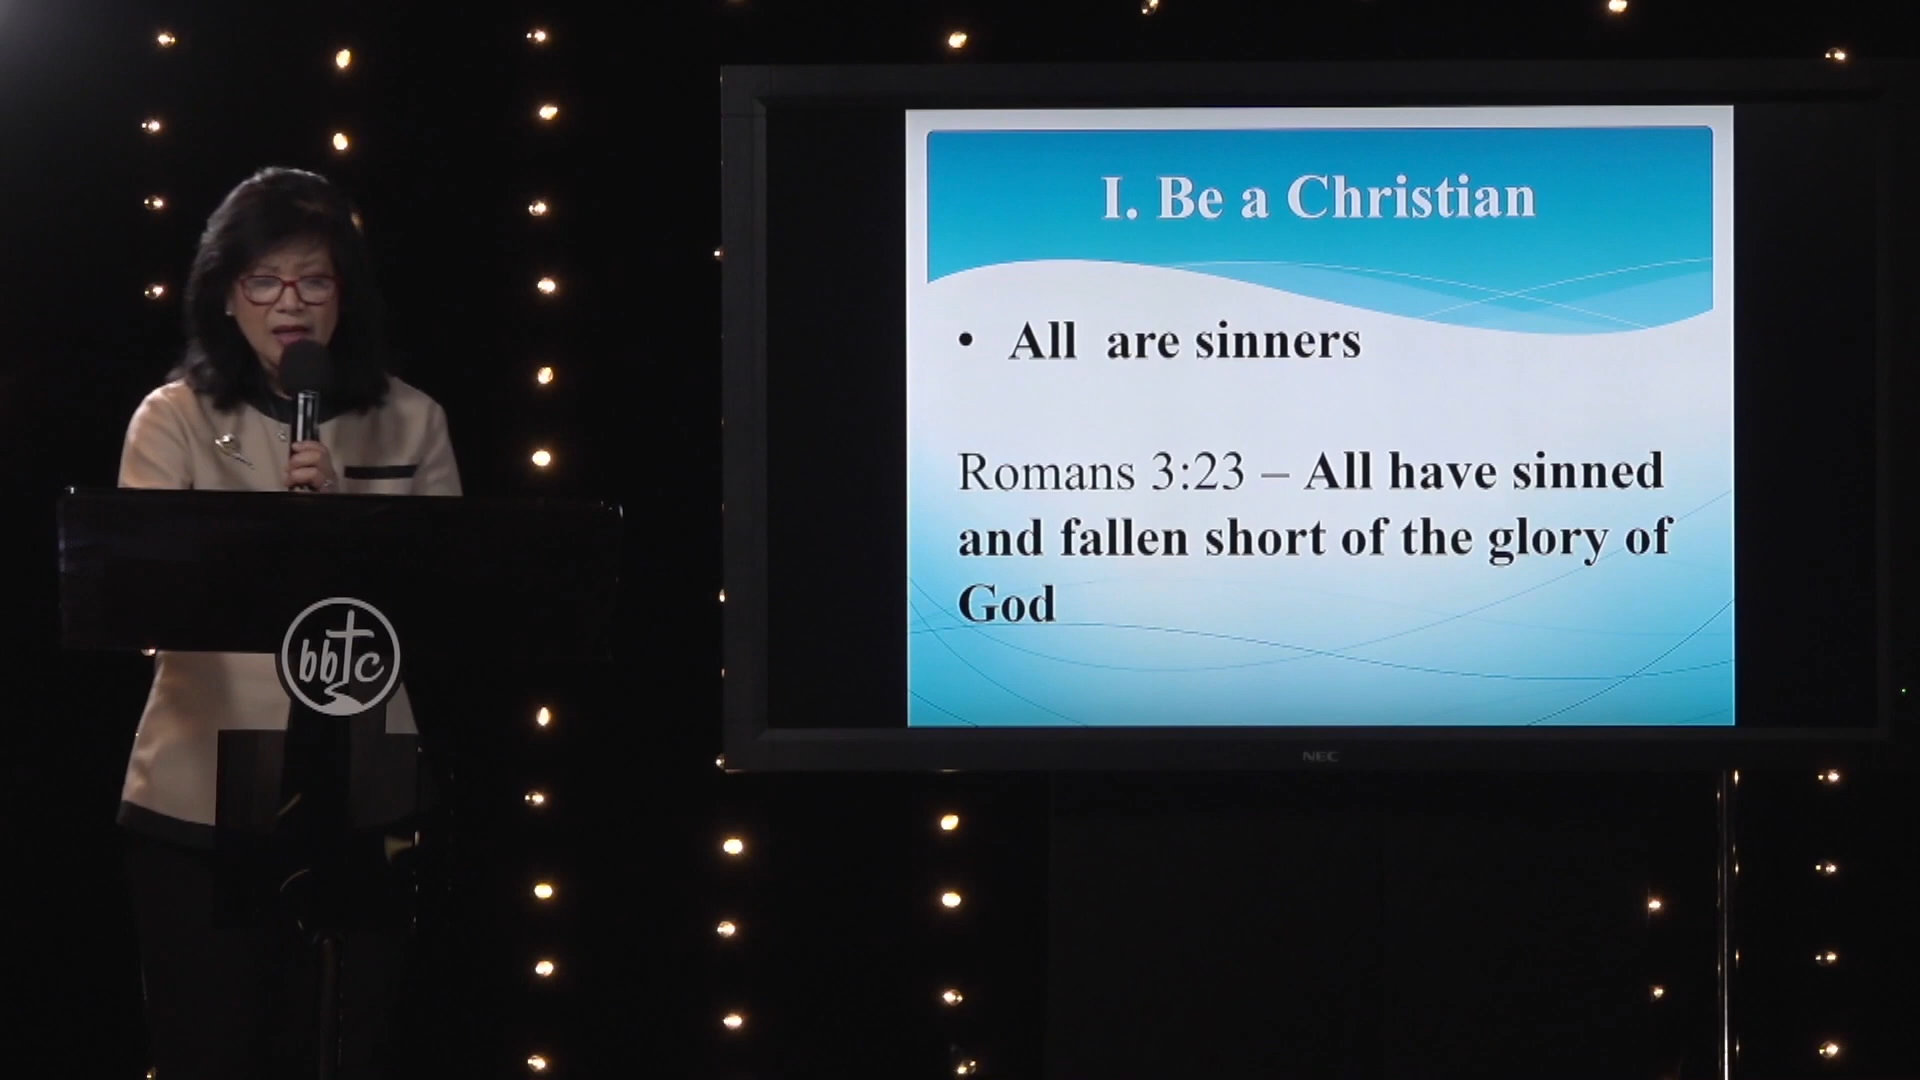 I. Be a Christian
• All are sinners
Romans 3:23 – All have sinned
and fallen short of the glory of
God
bbtc
NEC